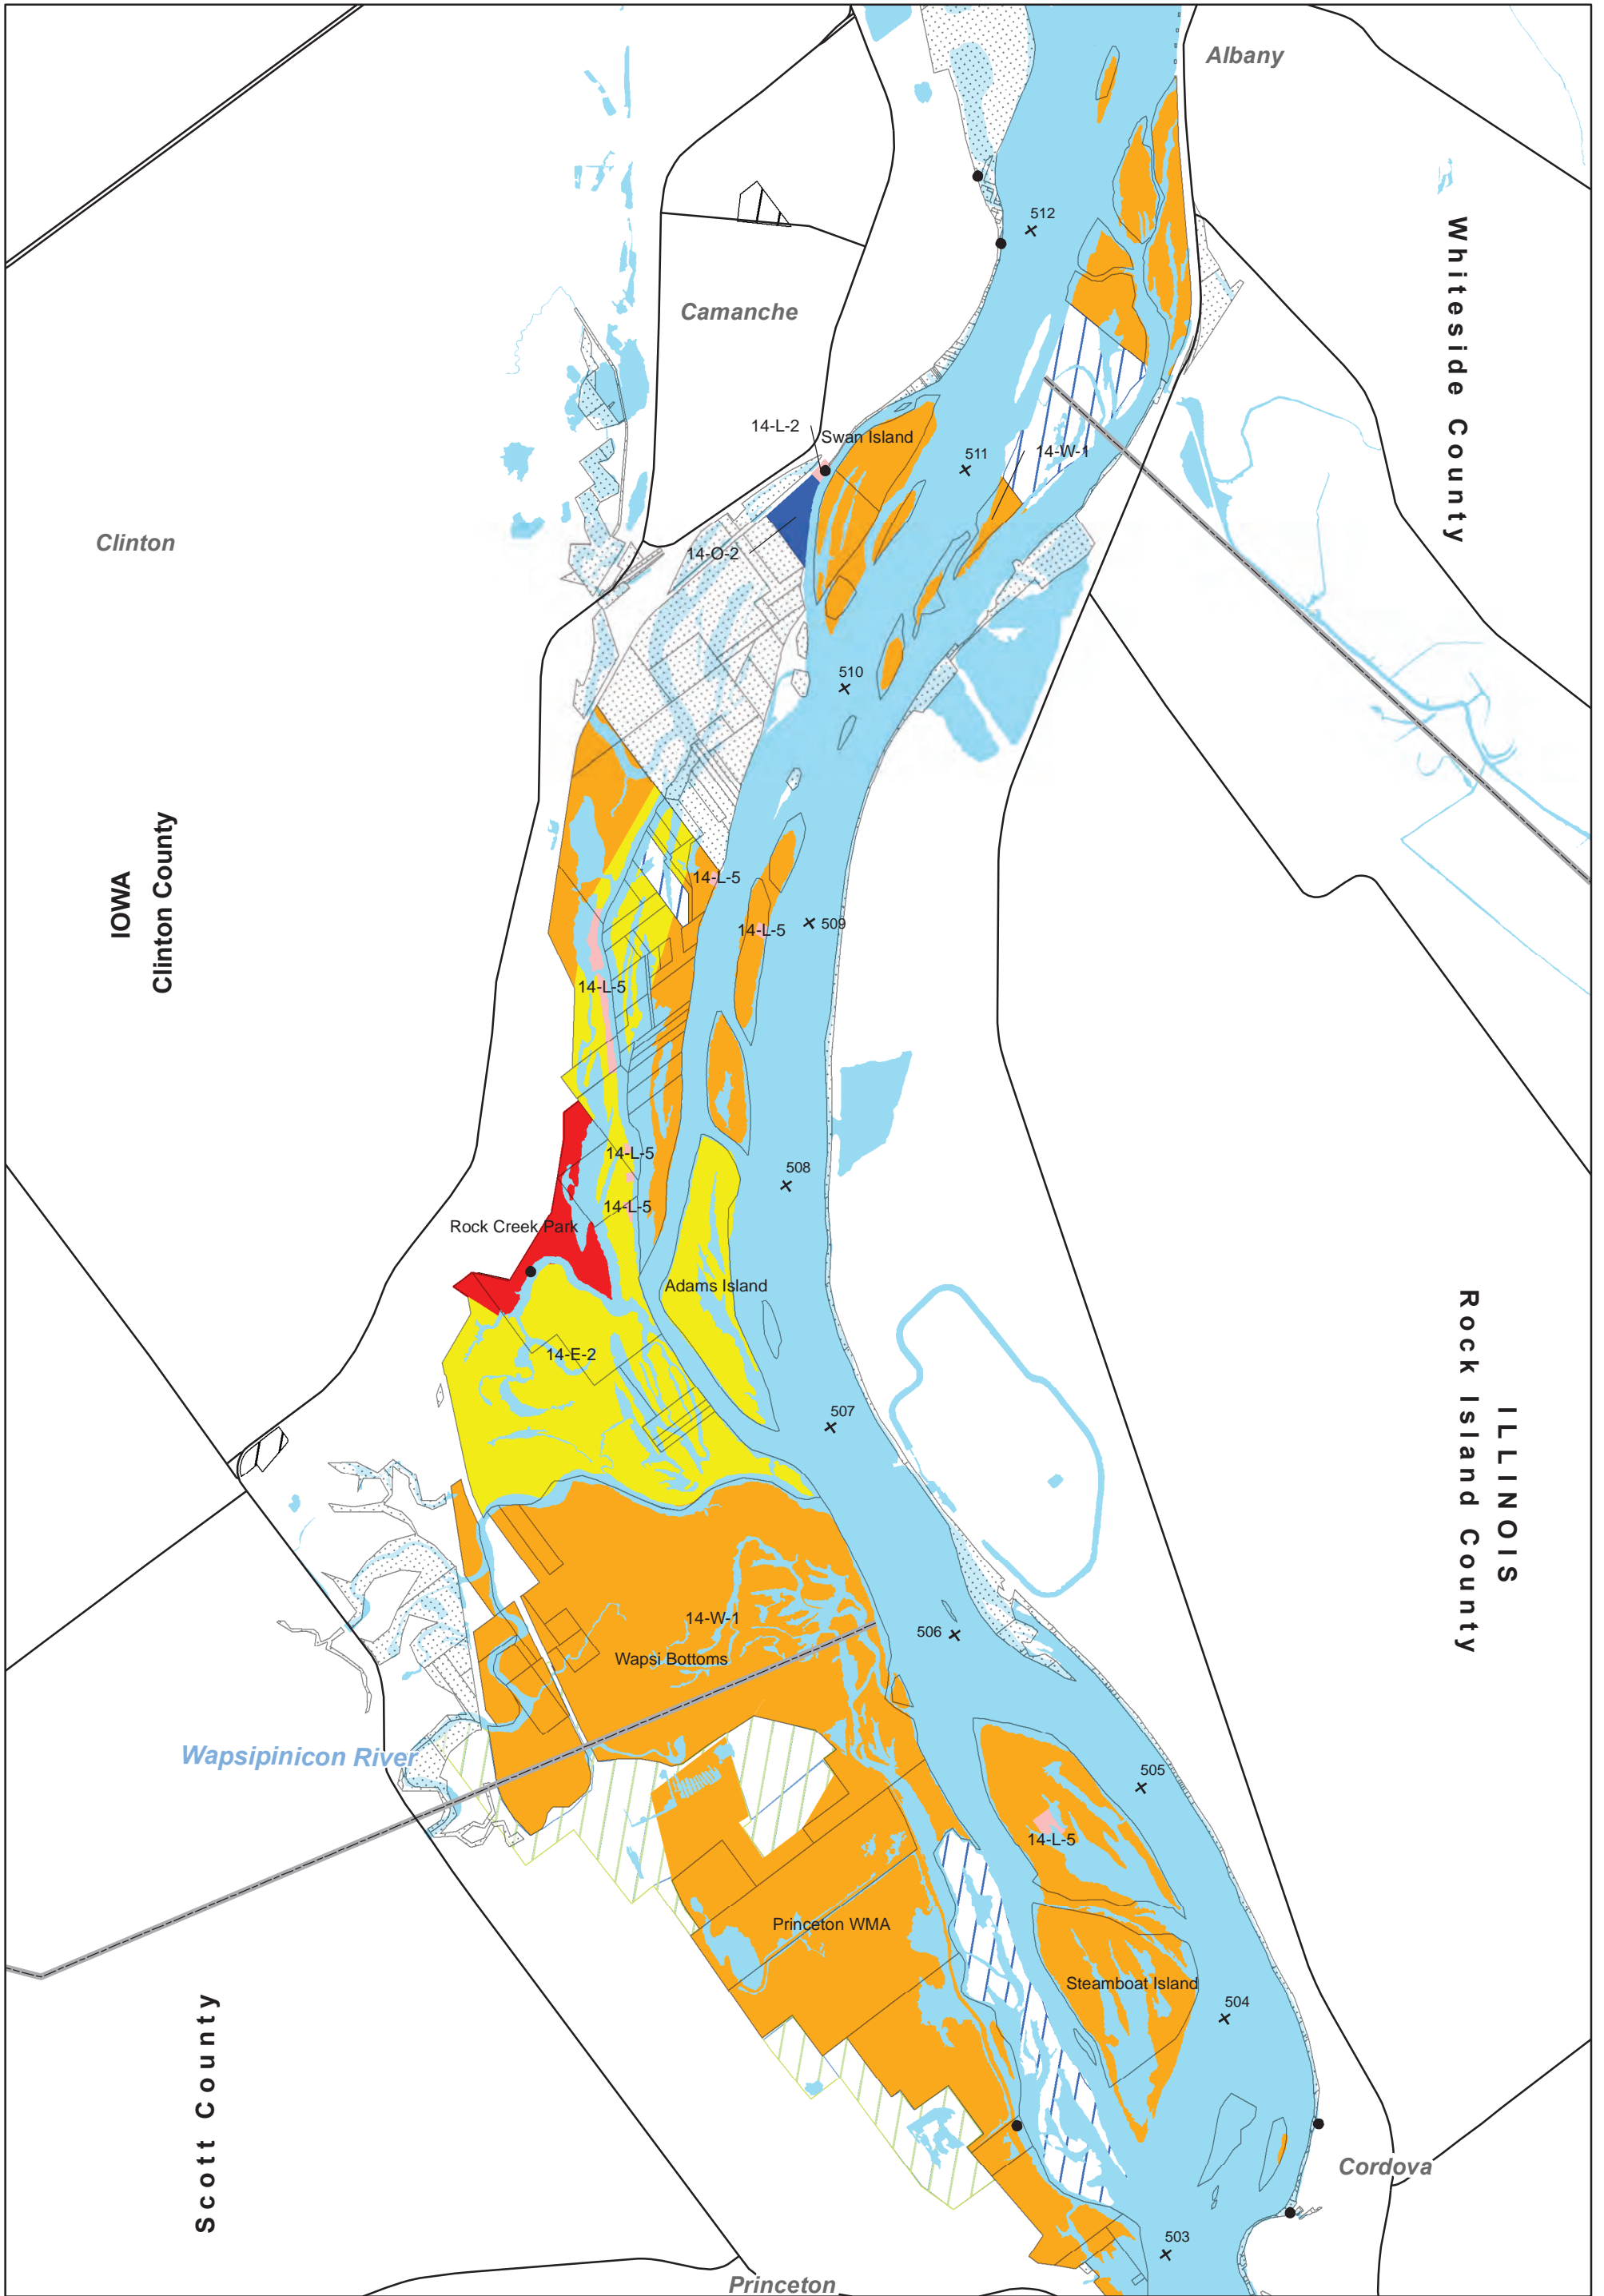 Albany
512
Whiteside County
Camanche
14-L-2
Swan Island
511
14-W-1
Clinton
14-O-2
510
IOWA
Clinton County
14-L-5
14-L-5
509
14-L-5
508
14-L-5
14-L-5
Rock Creek Park
Adams Island
14-E-2
507
Rock Island County
ILLINOIS
14-W-1
506
Wapsi Bottoms
Wapsipinicon River
505
14-L-5
Princeton WMA
Steamboat Island
504
Scott County
Cordova
503
Princeton